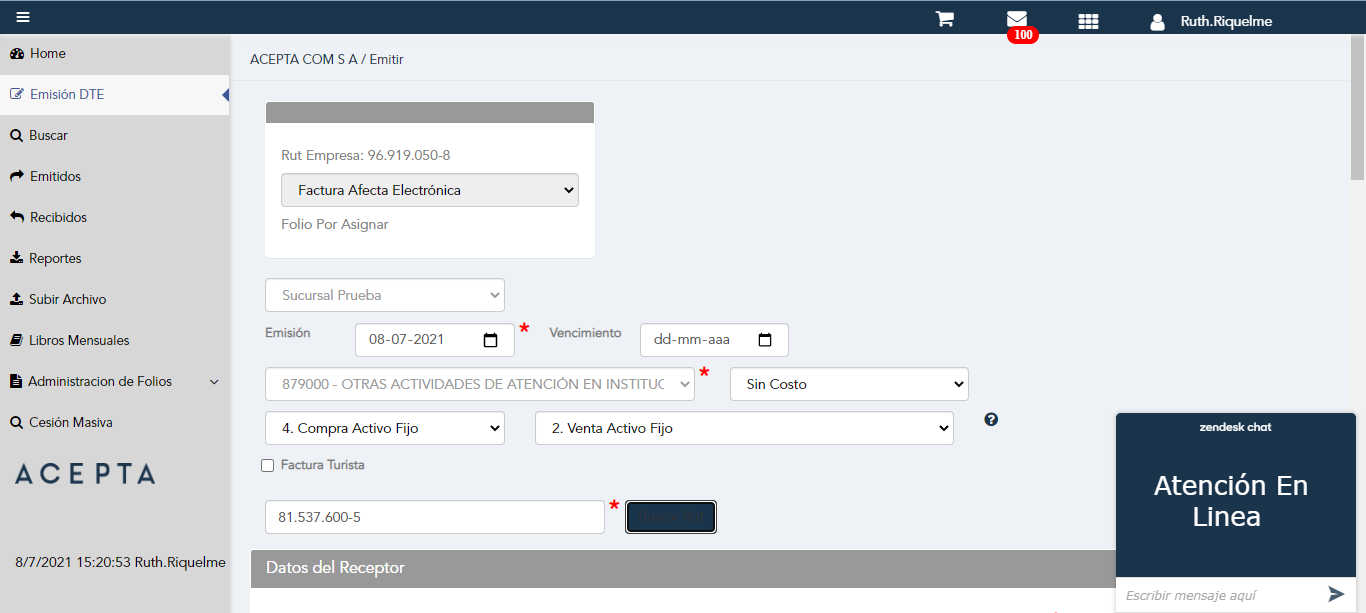 100
Ruth.Riquelme
Home
ACEPTA COM S A / Emitir
Emisión DTE
Buscar
Emitidos
Recibidos
Reportes
Subir Archivo
Libros Mensuales
Administracion de Folios
Cesión Masiva
ACEPTA
8/7/2021 15:20:53 Ruth.Riquelme
Rut Empresa: 96.919.050-8
Factura Afecta Electrónica
Folio Por Asignar
Sucursal Prueba
Emisión 08-07-2021 * Vencimiento dd-mm-aaa
879000 - OTRAS ACTIVIDADES DE ATENCIÓN EN INSTITUC * Sin Costo
4. Compra Activo Fijo 2. Venta Activo Fijo ?
Factura Turista
81.537.600-5 *
Datos del Receptor
zendesk chat
Atención En
Linea
Escribir mensaje aquí